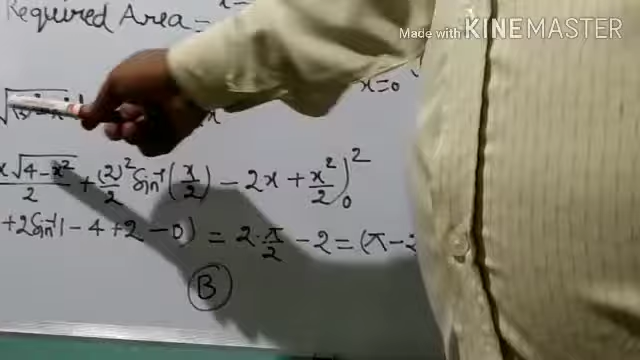 Made with KINEMASTER
Required Area =
x=0
x√(4-x²)/2 + (2)²/2 Sin⁻¹(x/2) - 2x + x²/2)₀²
+ 2Sin⁻¹1 - 4 + 2 - 0) = 2·π/2 - 2 = (π - 2
B